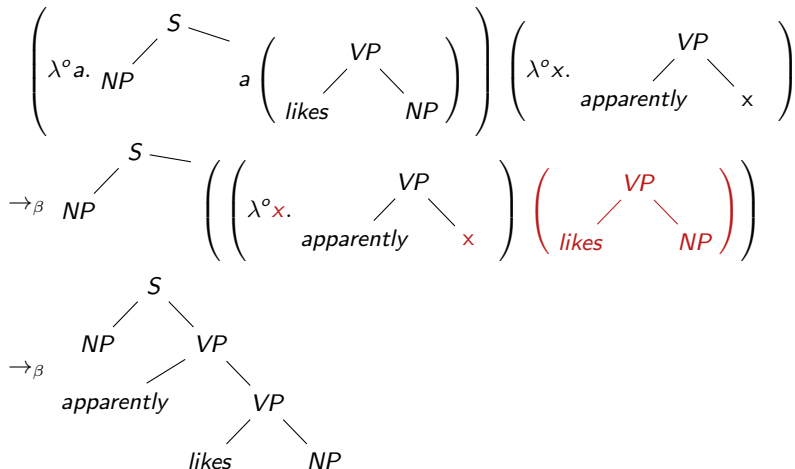 S VP VP
( λ°a. NP a ( likes NP ) ) ( λ°x. apparently x )
S VP VP
→β NP ( ( λ°x. apparently x ) ( likes NP ) )
S
NP VP
→β
apparently VP
likes NP